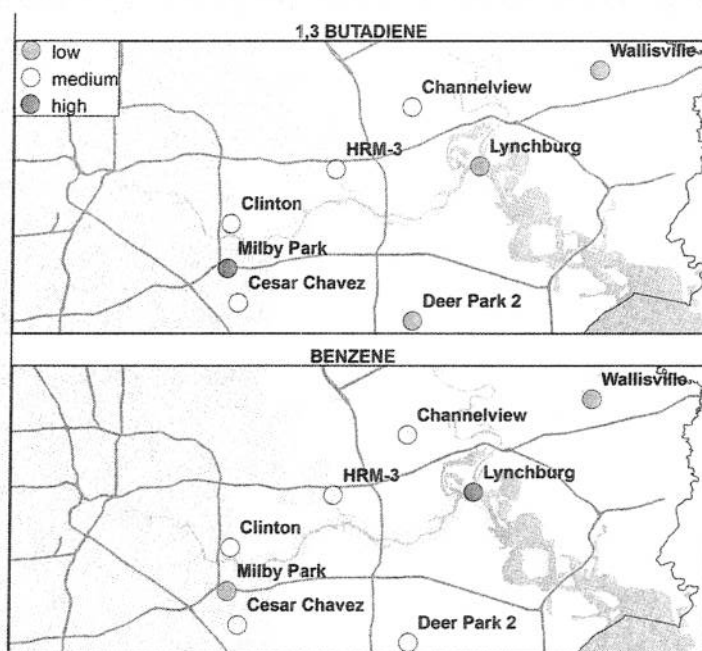 1,3 BUTADIENE
low
medium
high
Wallisville
Channelview
HRM-3
Lynchburg
Clinton
Milby Park
Cesar Chavez
Deer Park 2
BENZENE
Wallisville
Channelview
HRM-3
Lynchburg
Clinton
Milby Park
Cesar Chavez
Deer Park 2